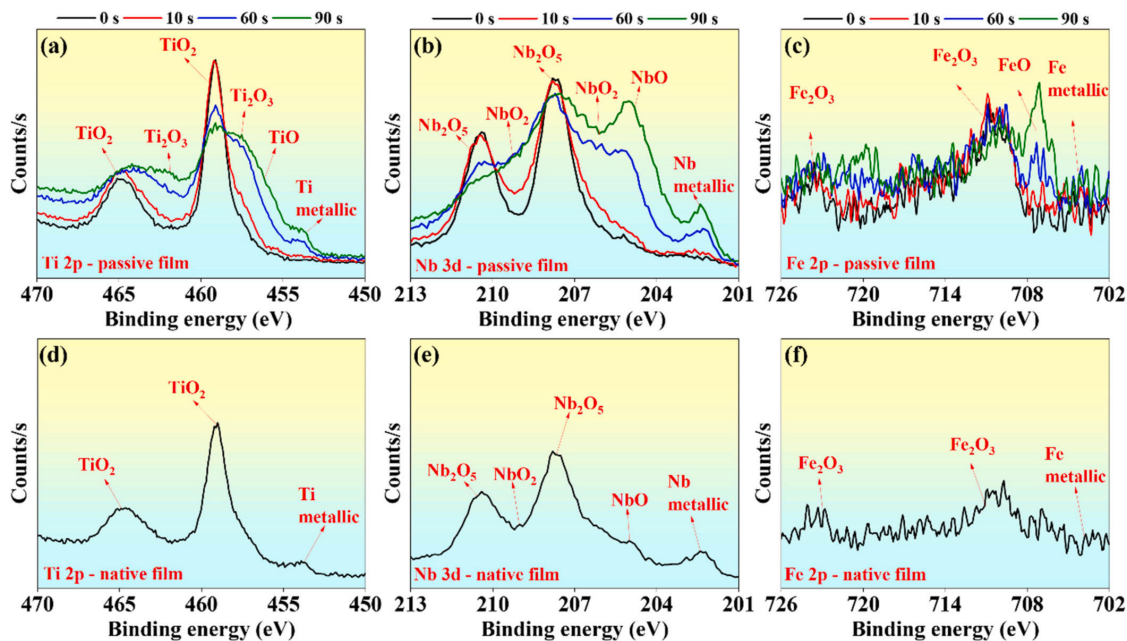 0 s 10 s 60 s 90 s
0 s 10 s 60 s 90 s
0 s 10 s 60 s 90 s
(a)
TiO₂
TiO₂
Ti₂O₃
Ti₂O₃
TiO
Ti
metallic
Counts/s
Ti 2p - passive film
470 465 460 455 450
Binding energy (eV)
(b)
Nb₂O₅
Nb₂O₅
NbO₂
NbO₂
NbO
Nb
metallic
Counts/s
Nb 3d - passive film
213 210 207 204 201
Binding energy (eV)
(c)
Fe₂O₃
Fe₂O₃
FeO
Fe
metallic
Counts/s
Fe 2p - passive film
726 720 714 708 702
Binding energy (eV)
(d)
TiO₂
TiO₂
Ti
metallic
Counts/s
Ti 2p - native film
470 465 460 455 450
Binding energy (eV)
(e)
Nb₂O₅
Nb₂O₅
NbO₂
NbO
Nb
metallic
Counts/s
Nb 3d - native film
213 210 207 204 201
Binding energy (eV)
(f)
Fe₂O₃
Fe₂O₃
Fe
metallic
Counts/s
Fe 2p - native film
726 720 714 708 702
Binding energy (eV)